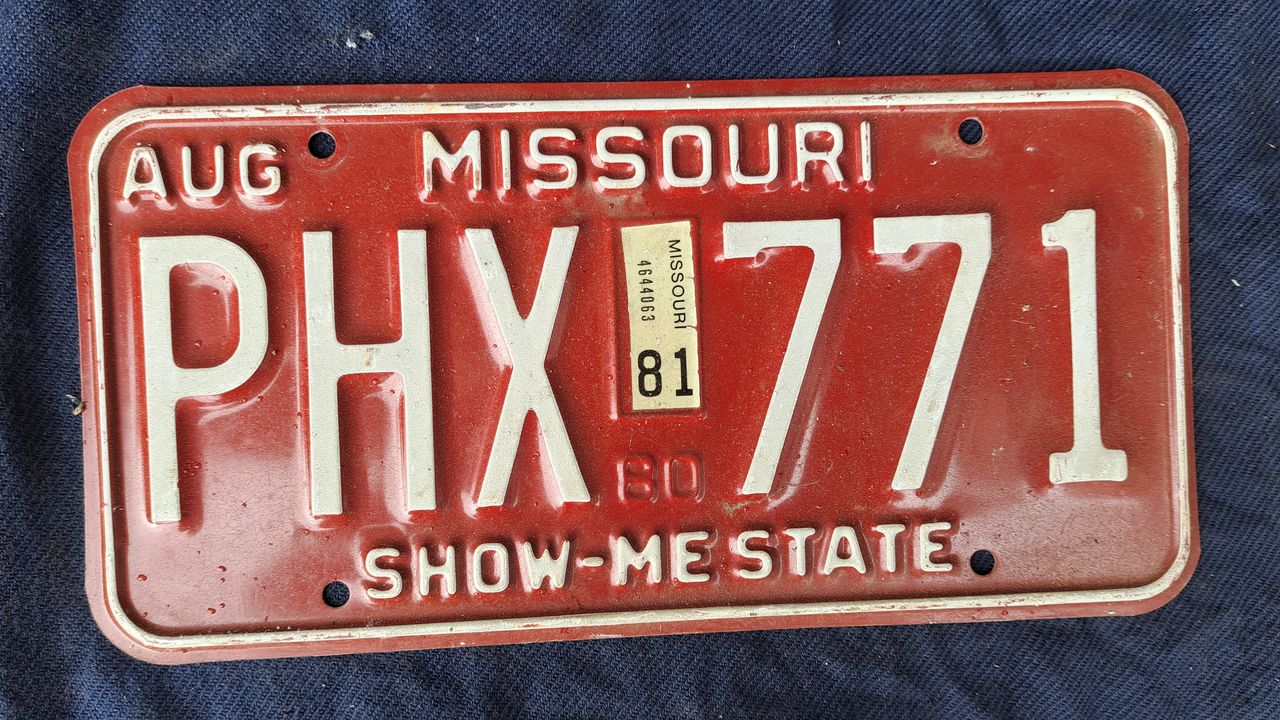 AUG MISSOURI
PHX 771
MISSOURI
4644063
81
80
SHOW-ME STATE